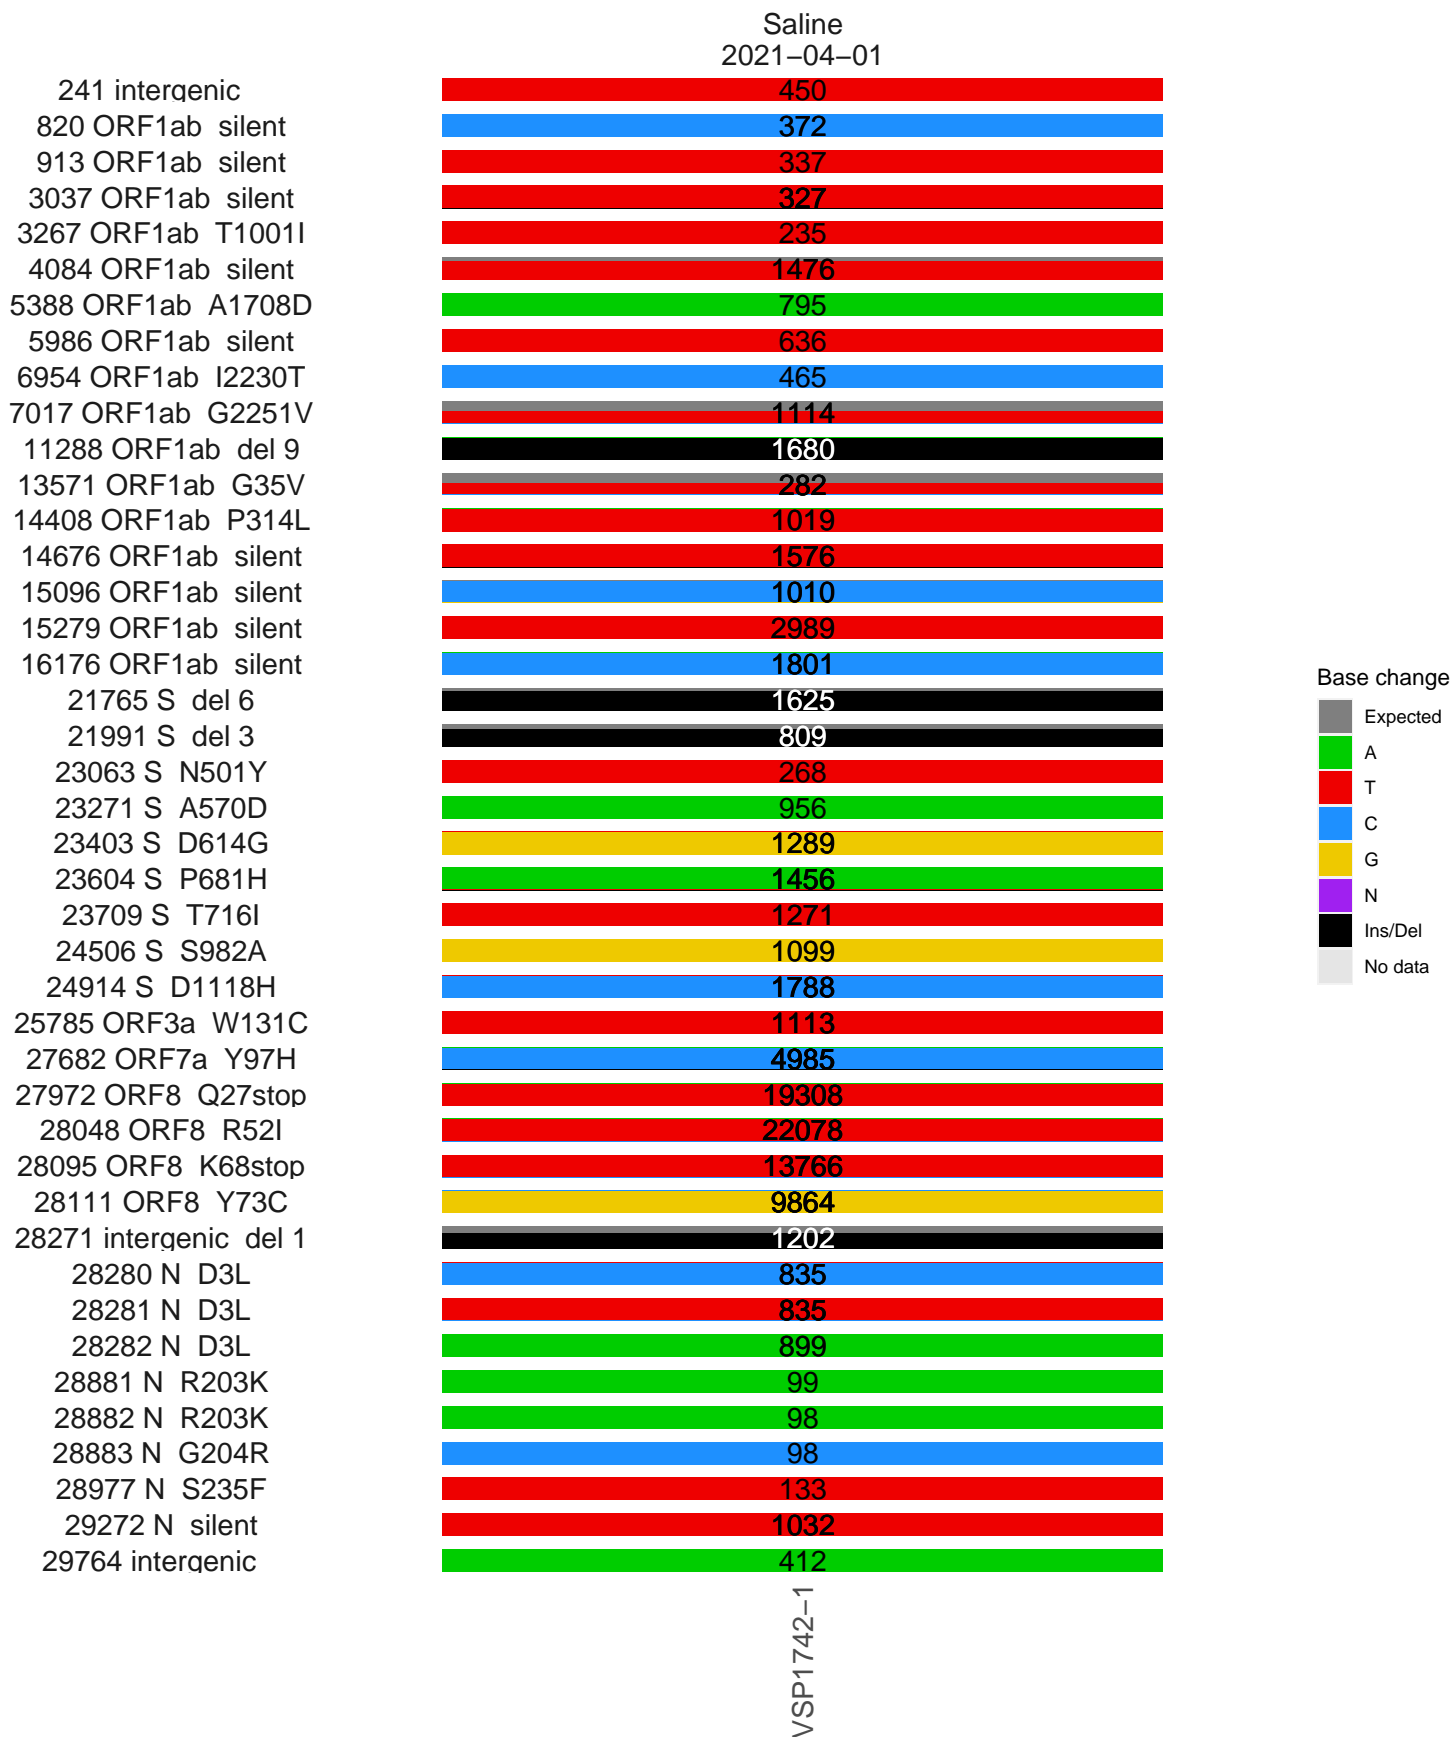 Saline
2021−04−01
241 intergenic 450
820 ORF1ab silent 372
913 ORF1ab silent 337
3037 ORF1ab silent 327
3267 ORF1ab T1001I 235
4084 ORF1ab silent 1476
5388 ORF1ab A1708D 795
5986 ORF1ab silent 636
6954 ORF1ab I2230T 465
7017 ORF1ab G2251V 1114
11288 ORF1ab del 9 1680
13571 ORF1ab G35V 282
14408 ORF1ab P314L 1019
14676 ORF1ab silent 1576
15096 ORF1ab silent 1010
15279 ORF1ab silent 2989
16176 ORF1ab silent 1801
21765 S del 6 1625
21991 S del 3 809
23063 S N501Y 268
23271 S A570D 956
23403 S D614G 1289
23604 S P681H 1456
23709 S T716I 1271
24506 S S982A 1099
24914 S D1118H 1788
25785 ORF3a W131C 1113
27682 ORF7a Y97H 4985
27972 ORF8 Q27stop 19308
28048 ORF8 R52I 22078
28095 ORF8 K68stop 13766
28111 ORF8 Y73C 9864
28271 intergenic del 1 1202
28280 N D3L 835
28281 N D3L 835
28282 N D3L 899
28881 N R203K 99
28882 N R203K 98
28883 N G204R 98
28977 N S235F 133
29272 N silent 1032
29764 intergenic 412
VSP1742−1
Base change
Expected
A
T
C
G
N
Ins/Del
No data